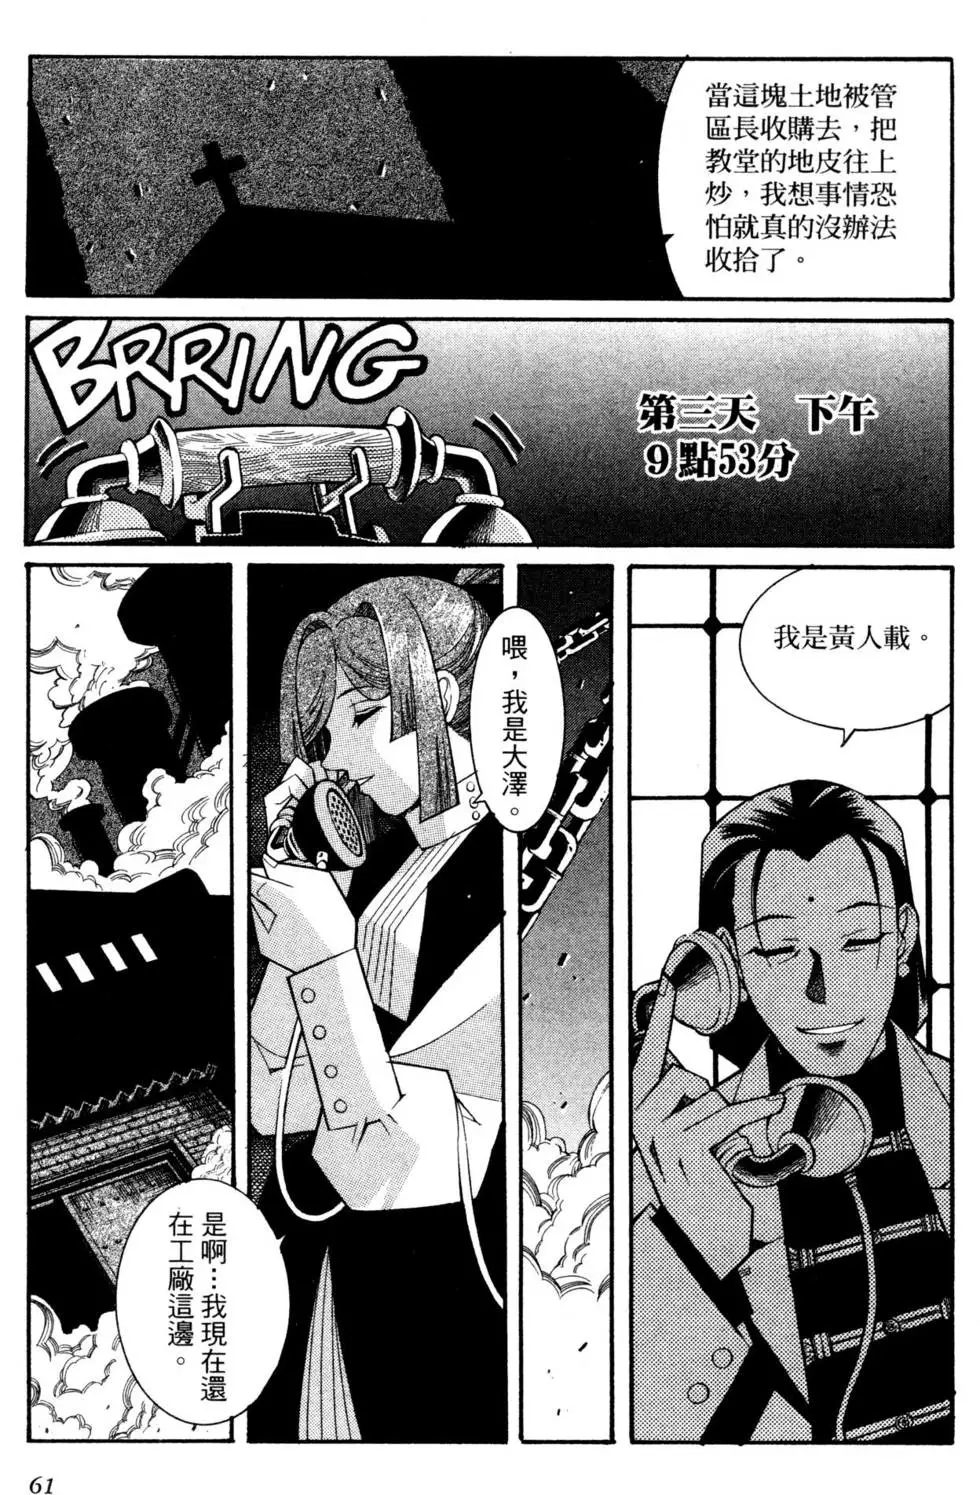 當這塊土地被管
區長收購去，把
教堂的地皮往上
炒，我想事情恐
怕就真的沒辦法
收拾了。
BRRING
第三天　下午
9點53分
我是黃人載。
喂，我是大澤。
是啊…我現在還
在工廠這邊。
61